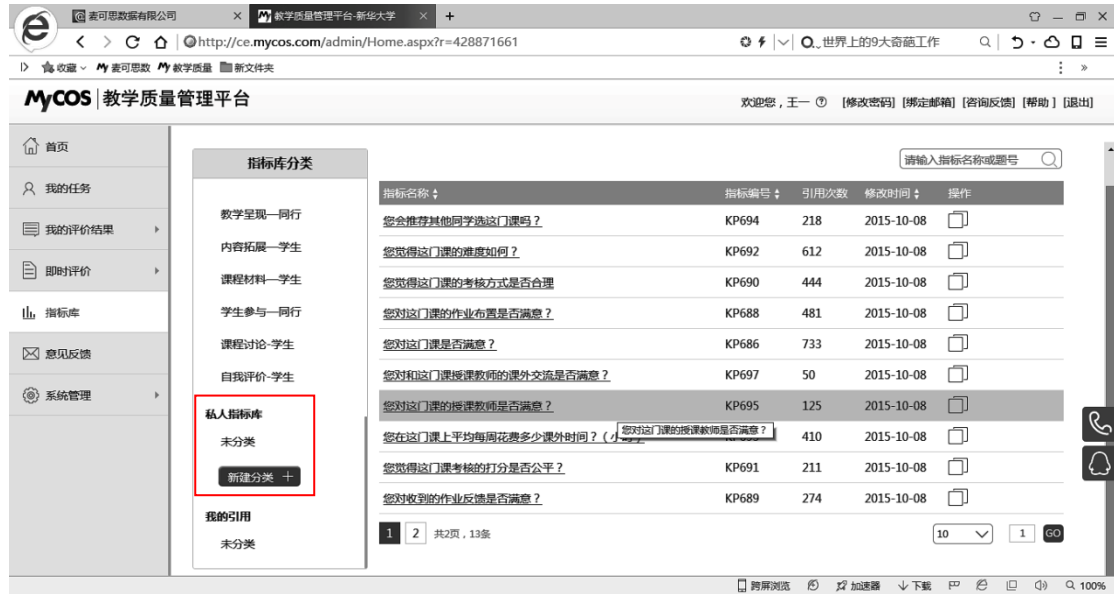 麦可思数据有限公司 × My 教学质量管理平台-新华大学 × +
http://ce.mycos.com/admin/Home.aspx?r=428871661 世界上的9大奇葩工作
收藏 My 麦可思数 My 教学质量 新文件夹
MyCOS 教学质量管理平台
欢迎您，王一 ? [修改密码] [绑定邮箱] [咨询反馈] [帮助 ] [退出]
首页
我的任务
我的评价结果
即时评价
指标库
意见反馈
系统管理
指标库分类
教学呈现—同行
内容拓展—学生
课程材料—学生
学生参与—同行
课程讨论-学生
自我评价-学生
私人指标库
未分类
新建分类 +
我的引用
未分类
请输入指标名称或题号
指标名称 指标编号 引用次数 修改时间 操作
您会推荐其他同学选这门课吗？ KP694 218 2015-10-08
您觉得这门课的难度如何？ KP692 612 2015-10-08
您觉得这门课的考核方式是否合理 KP690 444 2015-10-08
您对这门课的作业布置是否满意？ KP688 481 2015-10-08
您对这门课是否满意？ KP686 733 2015-10-08
您对和这门课授课教师的课外交流是否满意？ KP697 50 2015-10-08
您对这门课的授课教师是否满意？ KP695 125 2015-10-08
您对这门课的授课教师是否满意？
您在这门课上平均每周花费多少课外时间？ 410 2015-10-08
您觉得这门课考核的打分是否公平？ KP691 211 2015-10-08
您对收到的作业反馈是否满意？ KP689 274 2015-10-08
1 2 共2页，13条 10 1 GO
跨屏浏览 加速器 下载 100%